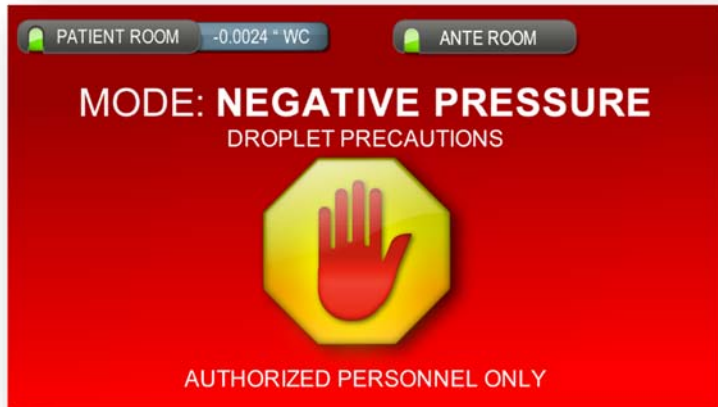 PATIENT ROOM -0.0024 " WC ANTE ROOM
MODE: NEGATIVE PRESSURE
DROPLET PRECAUTIONS
AUTHORIZED PERSONNEL ONLY